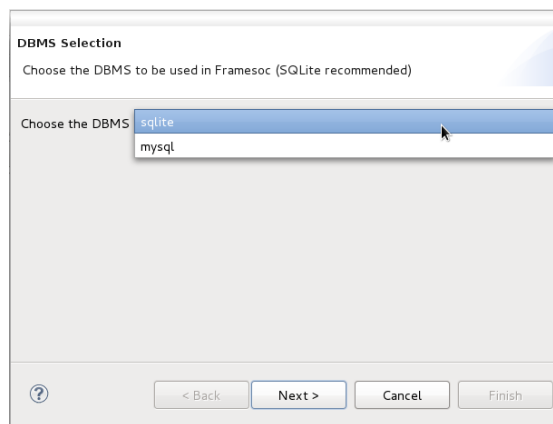 DBMS Selection
Choose the DBMS to be used in Framesoc (SQLite recommended)
Choose the DBMS
sqlite
mysql
?
< Back
Next >
Cancel
Finish